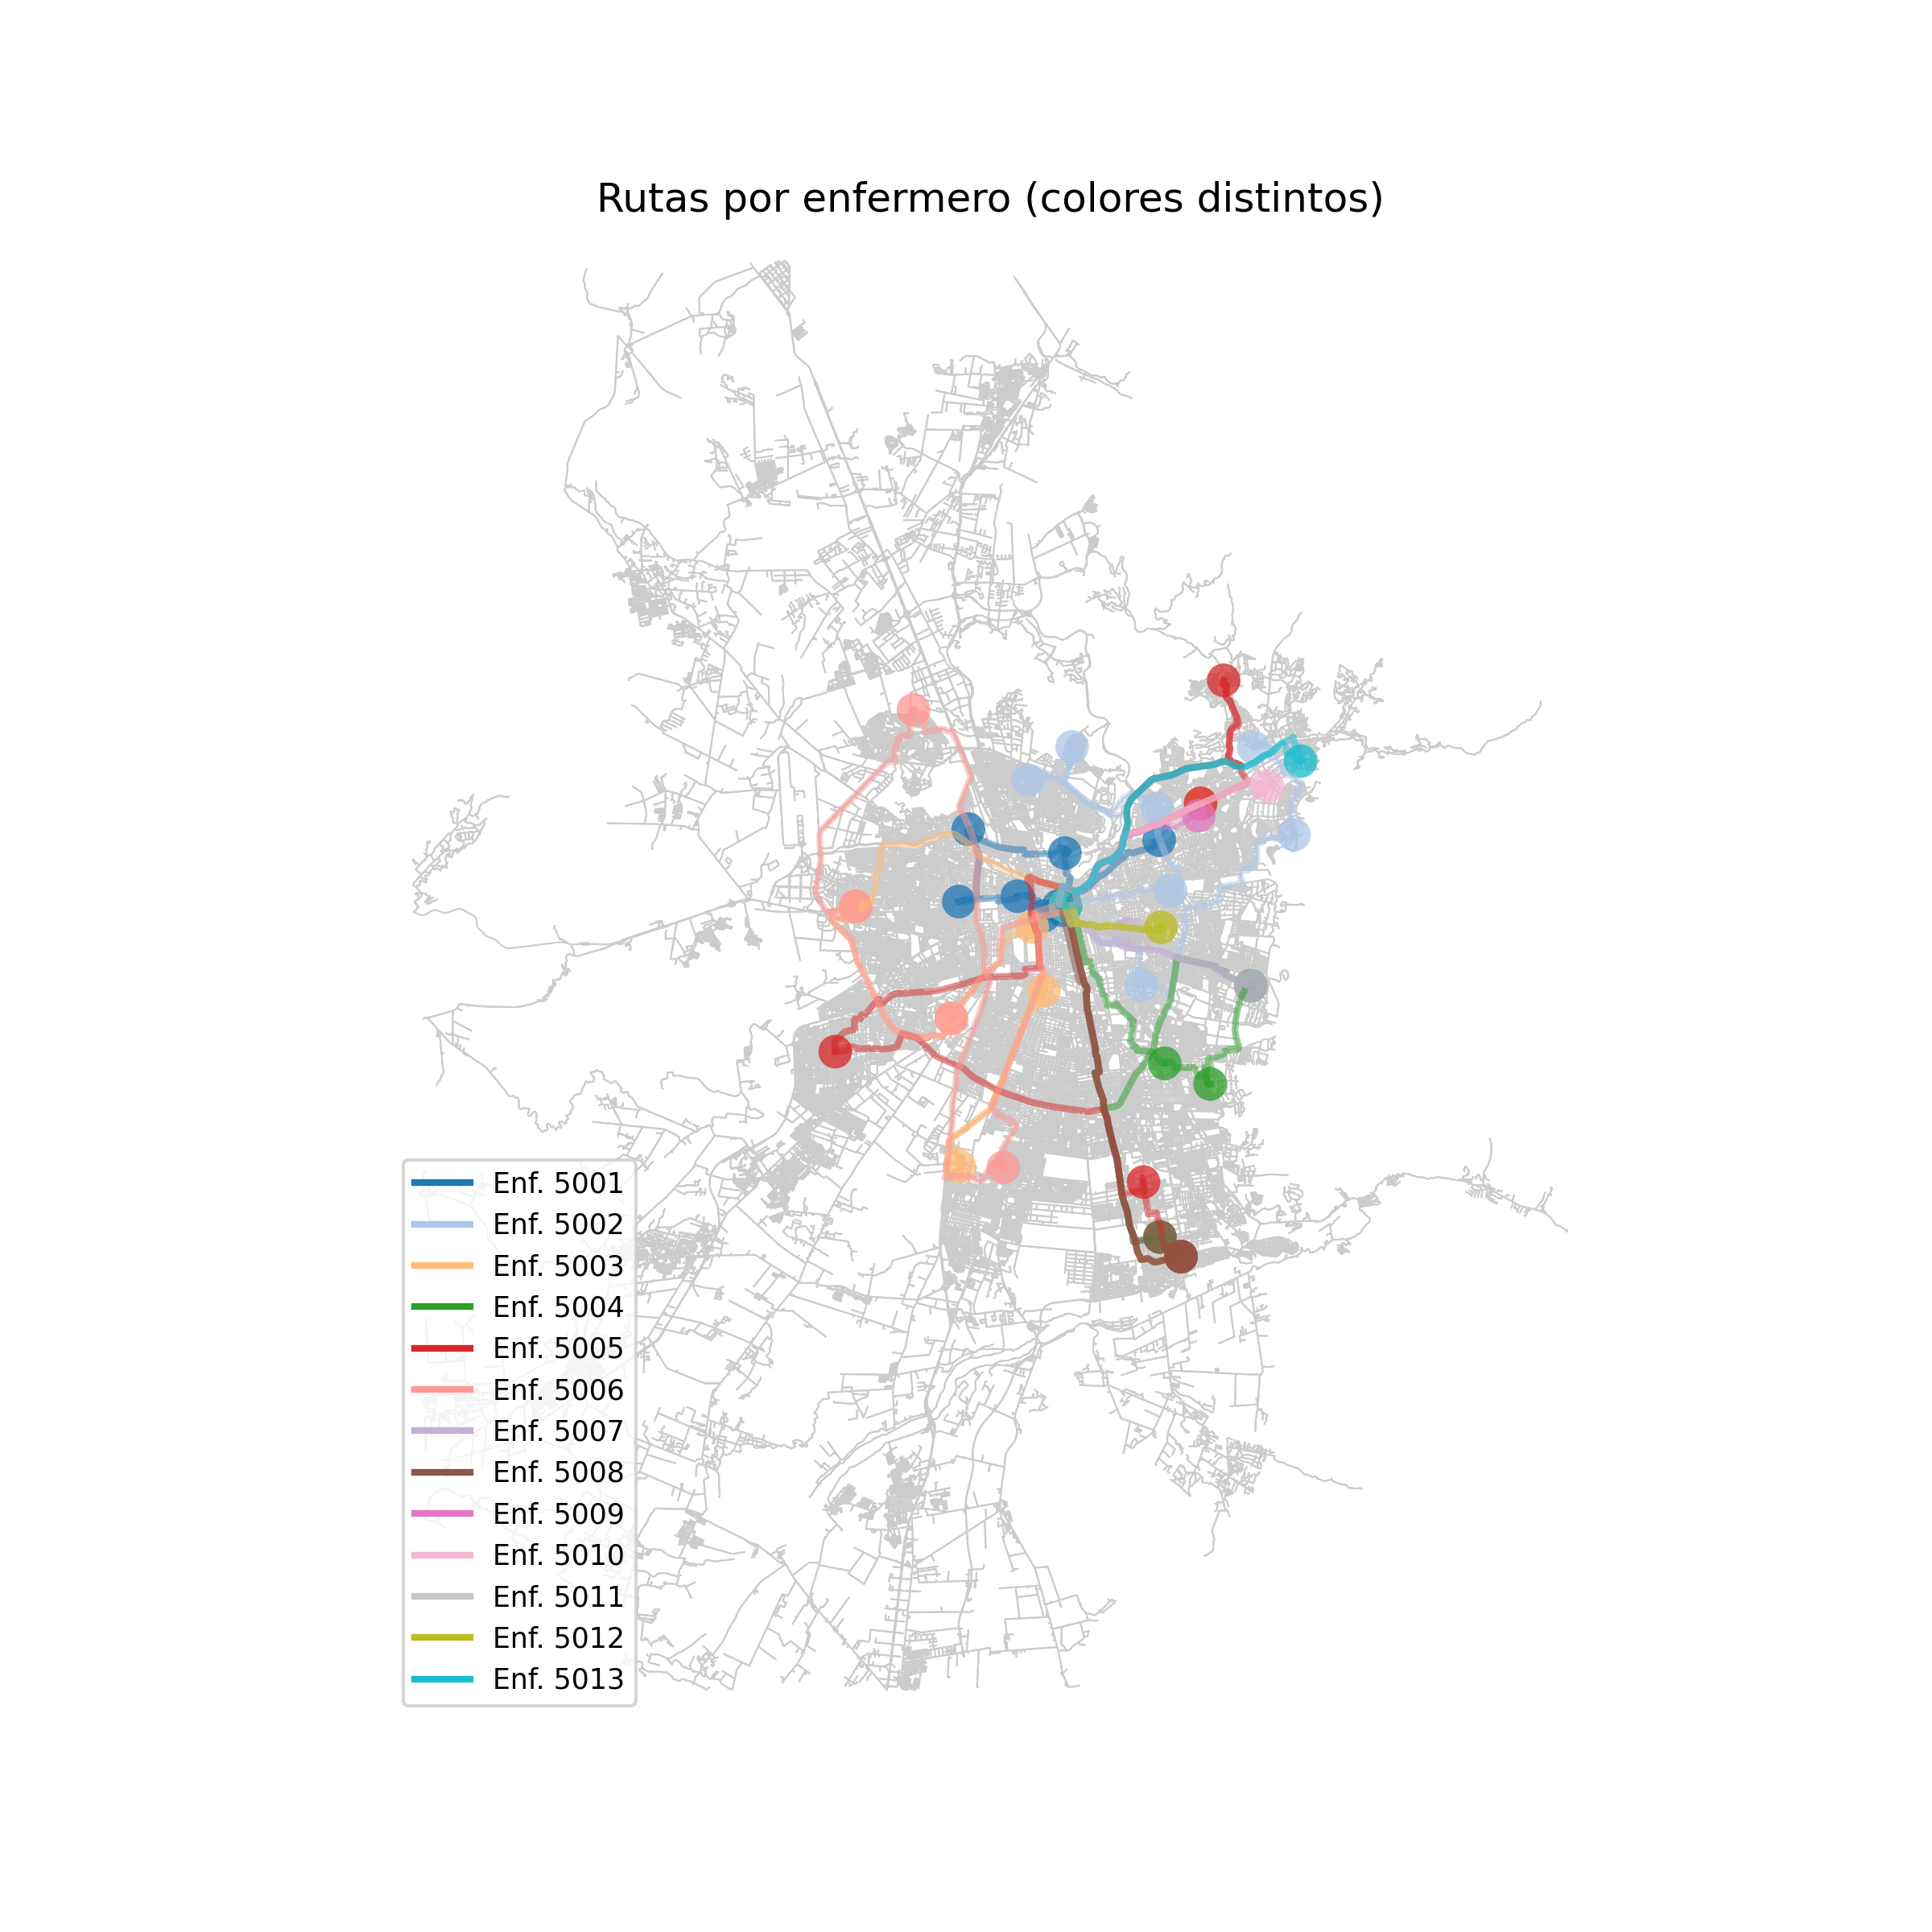 Rutas por enfermero (colores distintos)
Enf. 5001
Enf. 5002
Enf. 5003
Enf. 5004
Enf. 5005
Enf. 5006
Enf. 5007
Enf. 5008
Enf. 5009
Enf. 5010
Enf. 5011
Enf. 5012
Enf. 5013